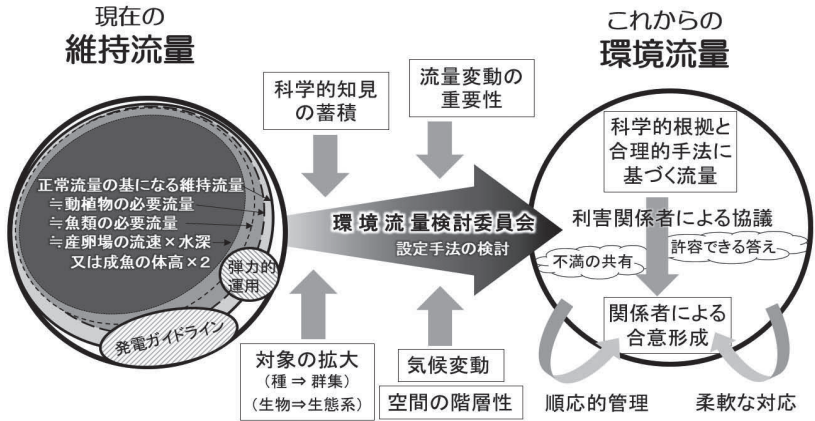 現在の
維持流量
正常流量の基になる維持流量
≒動植物の必要流量
≒魚類の必要流量
≒産卵場の流速×水深
又は成魚の体高×2
弾力的
運用
発電ガイドライン
科学的知見
の蓄積
流量変動の
重要性
環境流量検討委員会
設定手法の検討
対象の拡大
(種⇒群集)
(生物⇒生態系)
気候変動
空間の階層性
これからの
環境流量
科学的根拠と
合理的手法に
基づく流量
利害関係者による協議
不満の共有
許容できる答え
関係者による
合意形成
順応的管理
柔軟な対応